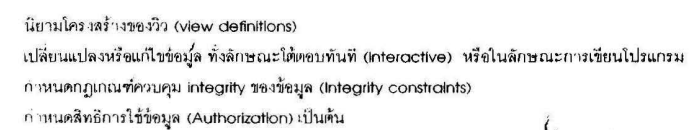 นิยามโครงสร้างของวิว (view definitions)
เปลี่ยนแปลงหรือแก้ไขข้อมูล ทั้งลักษณะโต้ตอบทันที (interactive) หรือในลักษณะการเขียนโปรแกรม
กำหนดกฎเกณฑ์ควบคุม integrity ของข้อมูล (Integrity constraints)
กำหนดสิทธิการใช้ข้อมูล (Authorization) เป็นต้น